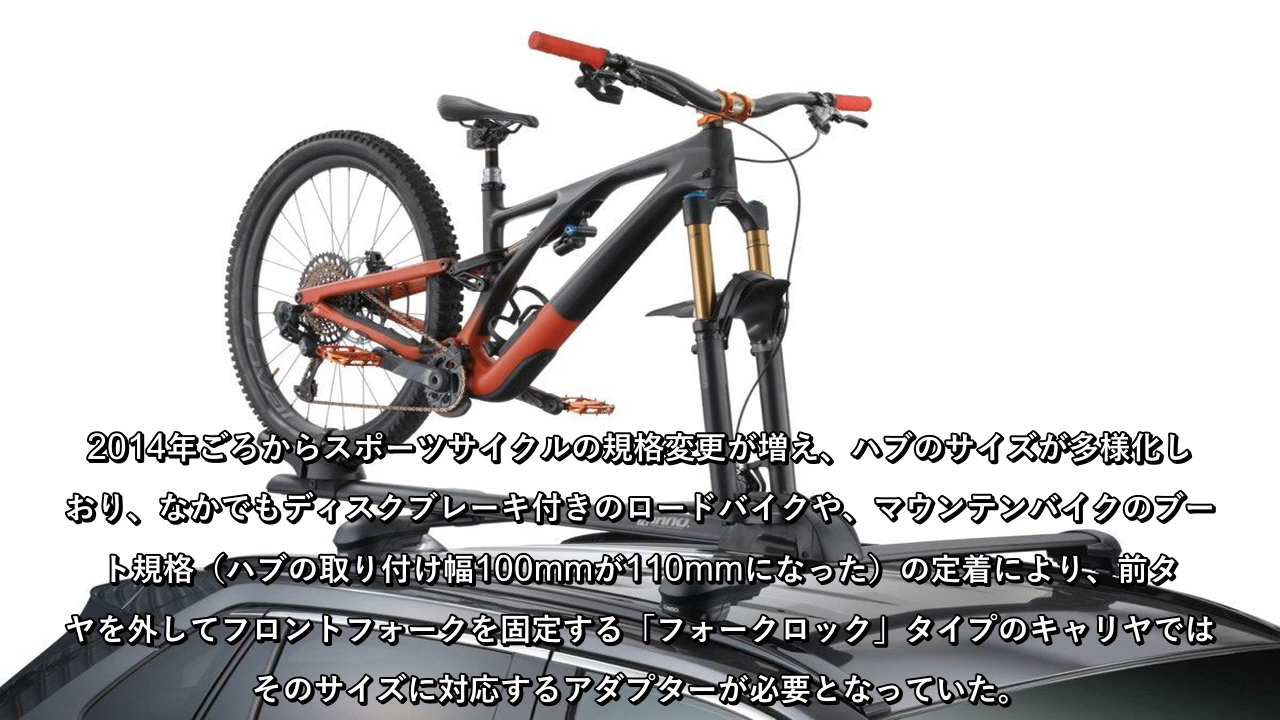 2014年ごろからスポーツサイクルの規格変更が増え、ハブのサイズが多様化し
おり、なかでもディスクブレーキ付きのロードバイクや、マウンテンバイクのブー
ト規格（ハブの取り付け幅100mmが110mmになった）の定着により、前タ
ヤを外してフロントフォークを固定する「フォークロック」タイプのキャリヤでは
そのサイズに対応するアダプターが必要となっていた。